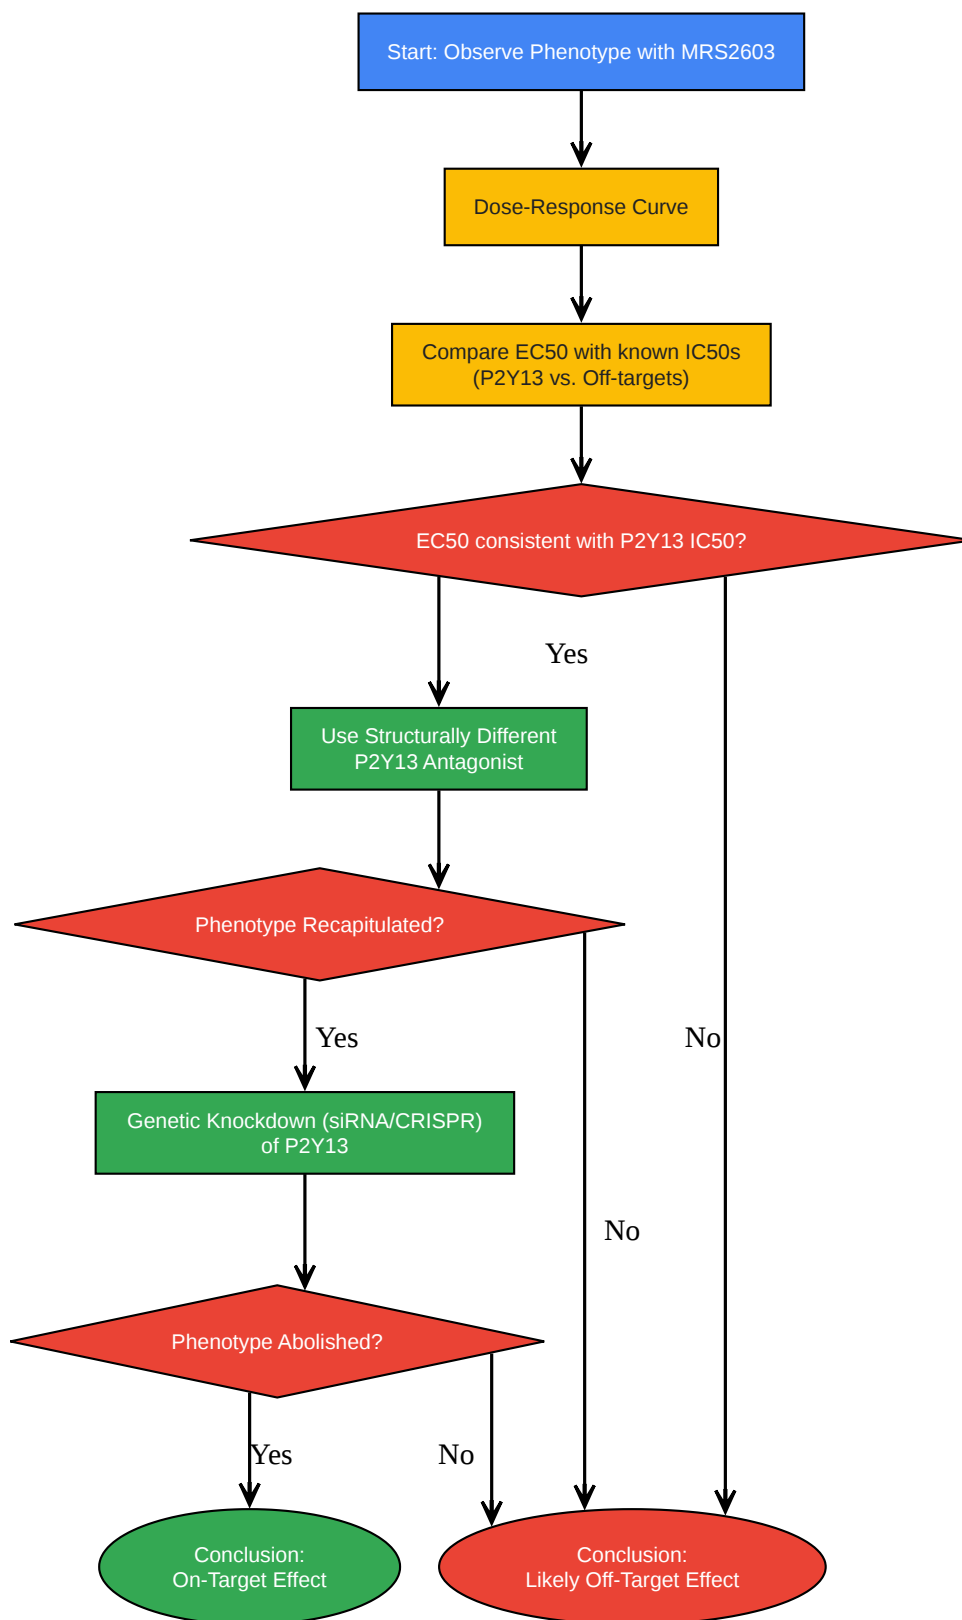 Start: Observe Phenotype with MRS2603
Dose-Response Curve
Compare EC50 with known IC50s
(P2Y13 vs. Off-targets)
EC50 consistent with P2Y13 IC50?
Yes
Use Structurally Different
P2Y13 Antagonist
Phenotype Recapitulated?
Yes
No
Genetic Knockdown (siRNA/CRISPR)
of P2Y13
No
Phenotype Abolished?
Yes
No
Conclusion:
On-Target Effect
Conclusion:
Likely Off-Target Effect